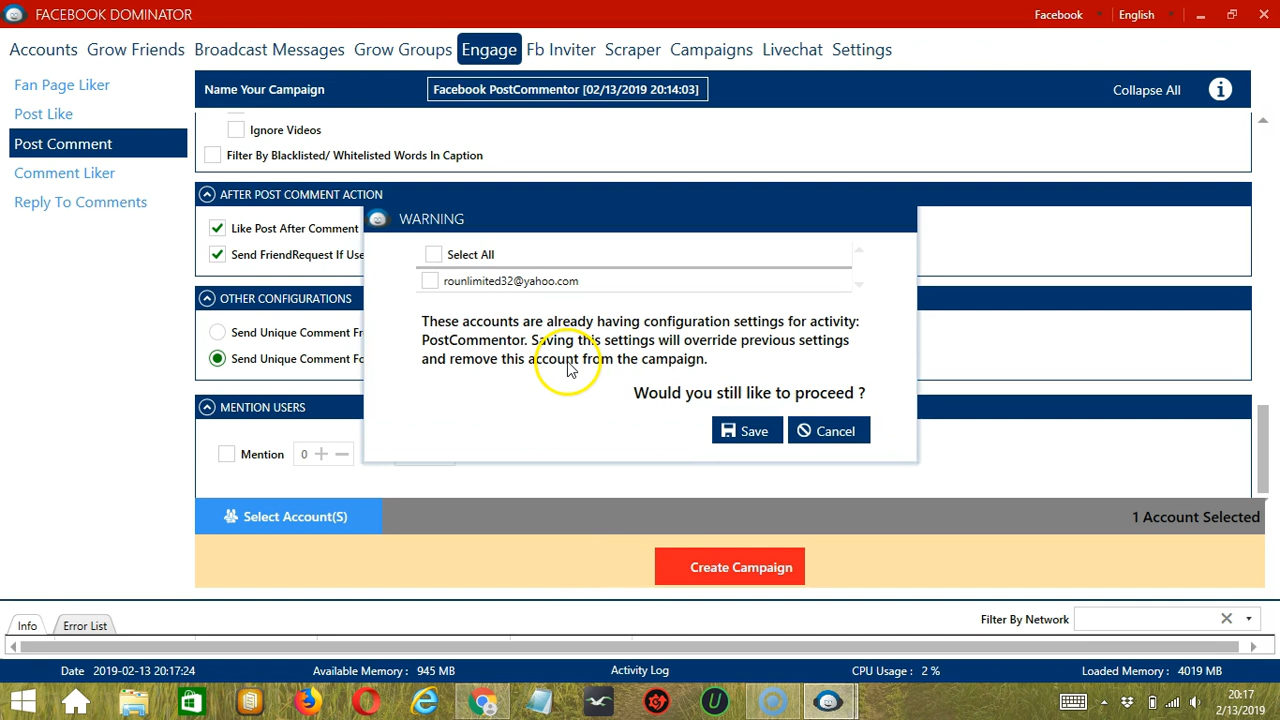 FACEBOOK DOMINATOR
Facebook
English
Accounts
Grow Friends
Broadcast Messages
Grow Groups
Engage
Fb Inviter
Scraper
Campaigns
Livechat
Settings
Fan Page Liker
Post Like
Post Comment
Comment Liker
Reply To Comments
Name Your Campaign
Facebook PostCommentor [02/13/2019 20:14:03]
Collapse All
Ignore Videos
Filter By Blacklisted/ Whitelisted Words In Caption
AFTER POST COMMENT ACTION
Like Post After Comment
Send FriendRequest If Use
OTHER CONFIGURATIONS
Send Unique Comment Fr
Send Unique Comment Fo
MENTION USERS
Mention
0
WARNING
Select All
rounlimited32@yahoo.com
These accounts are already having configuration settings for activity:
PostCommentor. Saving this settings will override previous settings
and remove this account from the campaign.
Would you still like to proceed ?
Save
Cancel
Select Account(S)
1 Account Selected
Create Campaign
Info
Error List
Filter By Network
Date 2019-02-13 20:17:24
Available Memory : 945 MB
Activity Log
CPU Usage : 2 %
Loaded Memory : 4019 MB
20:17
2/13/2019